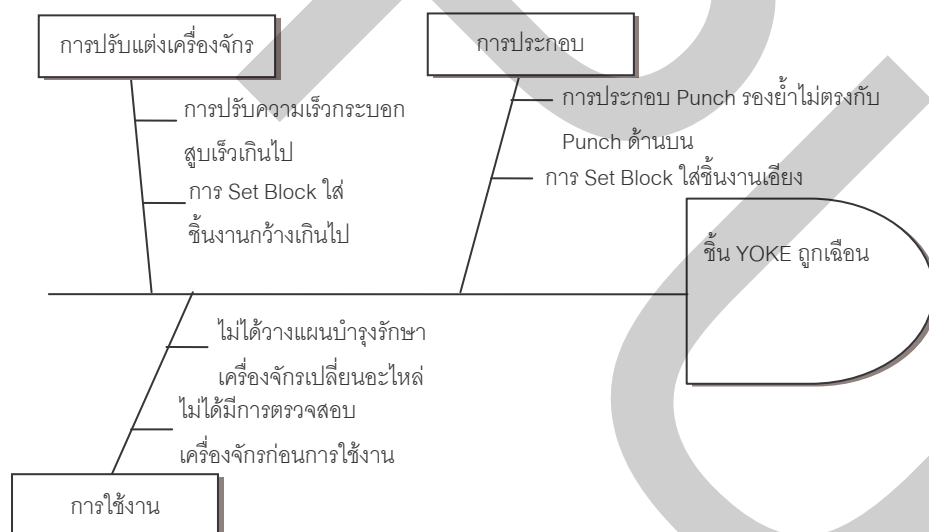 การปรับแต่งเครื่องจักร
การประกอบ
การปรับความเร็วกระบอก
สูบเร็วเกินไป
การ Set Block ใส่
ชิ้นงานกว้างเกินไป
การประกอบ Punch รองย้ำไม่ตรงกับ
Punch ด้านบน
การ Set Block ใส่ชิ้นงานเอียง
ชิ้น YOKE ถูกเฉือน
ไม่ได้วางแผนบำรุงรักษา
เครื่องจักรเปลี่ยนอะไหล่
ไม่ได้มีการตรวจสอบ
เครื่องจักรก่อนการใช้งาน
การใช้งาน